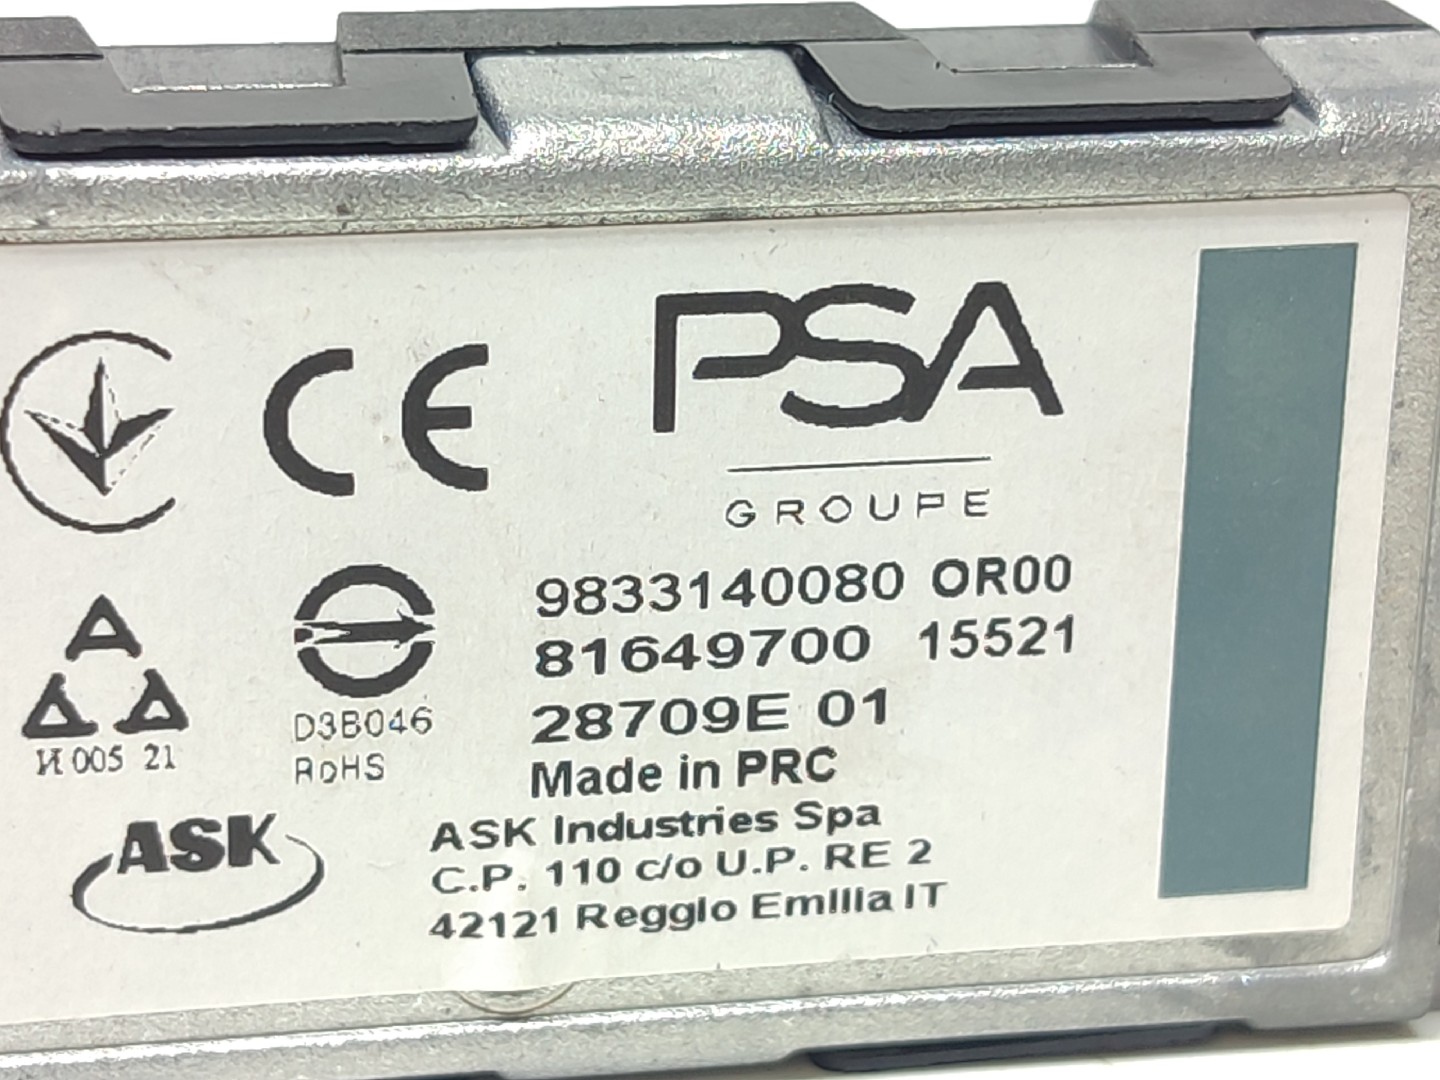 CE
PSA
GROUPE
9833140080 OR00
81649700 15521
28709E 01
Made in PRC
D3B046
RoHS
И 005 21
ASK
ASK Industries Spa
C.P. 110 c/o U.P. RE 2
42121 Reggio Emilia IT